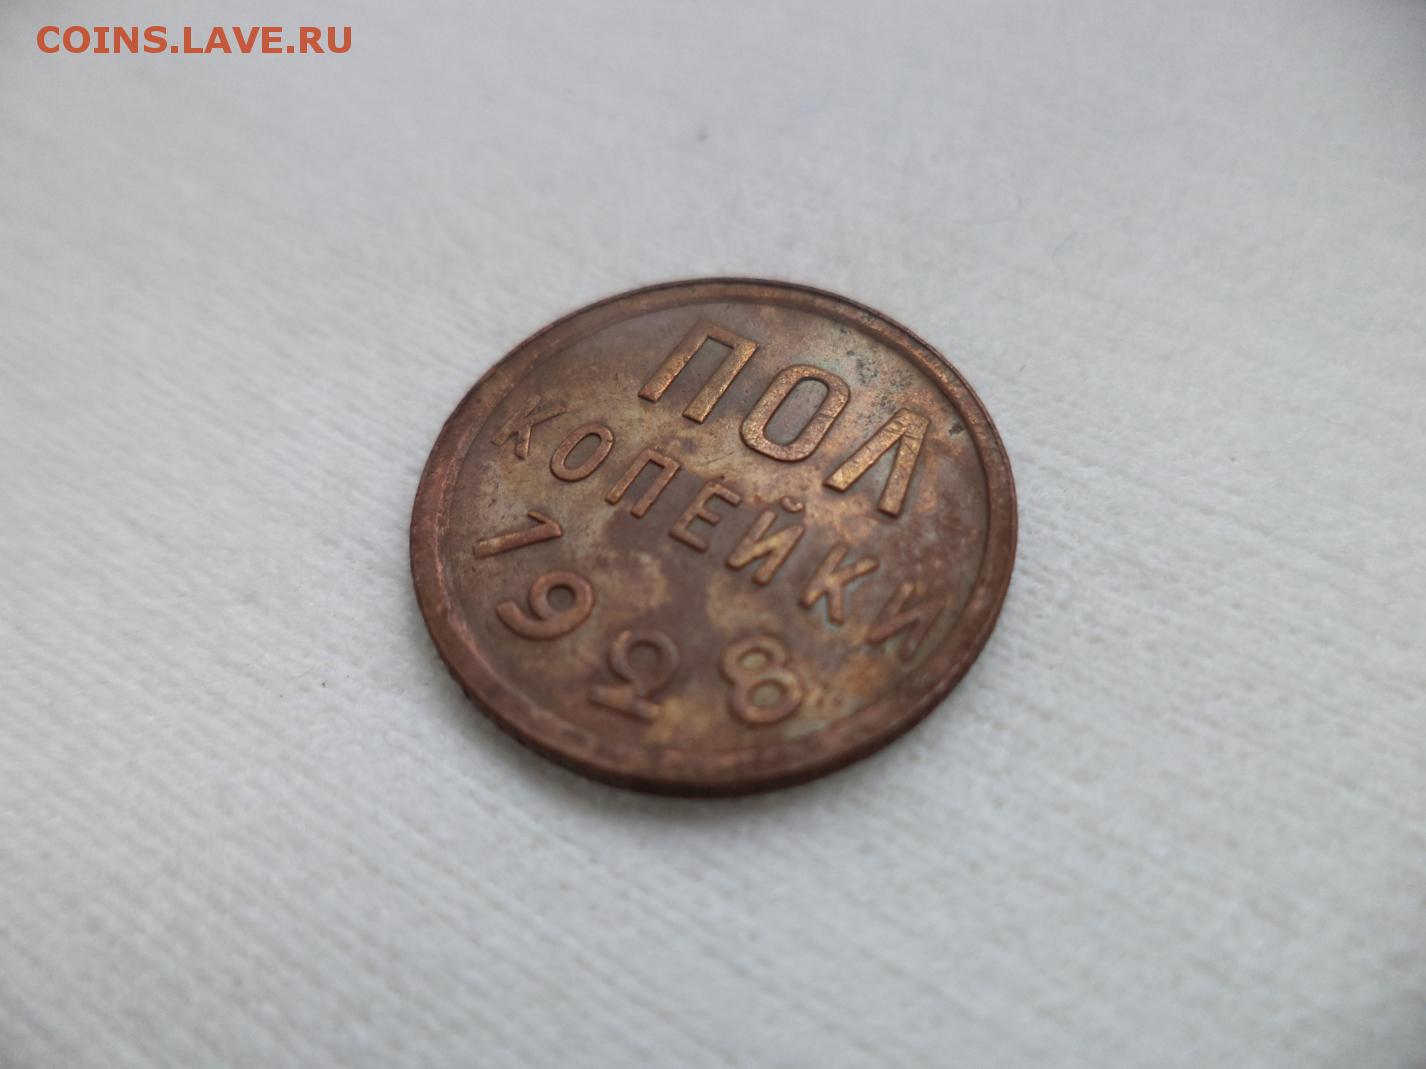 COINS.LAVE.RU
ПОЛ
КОПЕЙКИ
1928